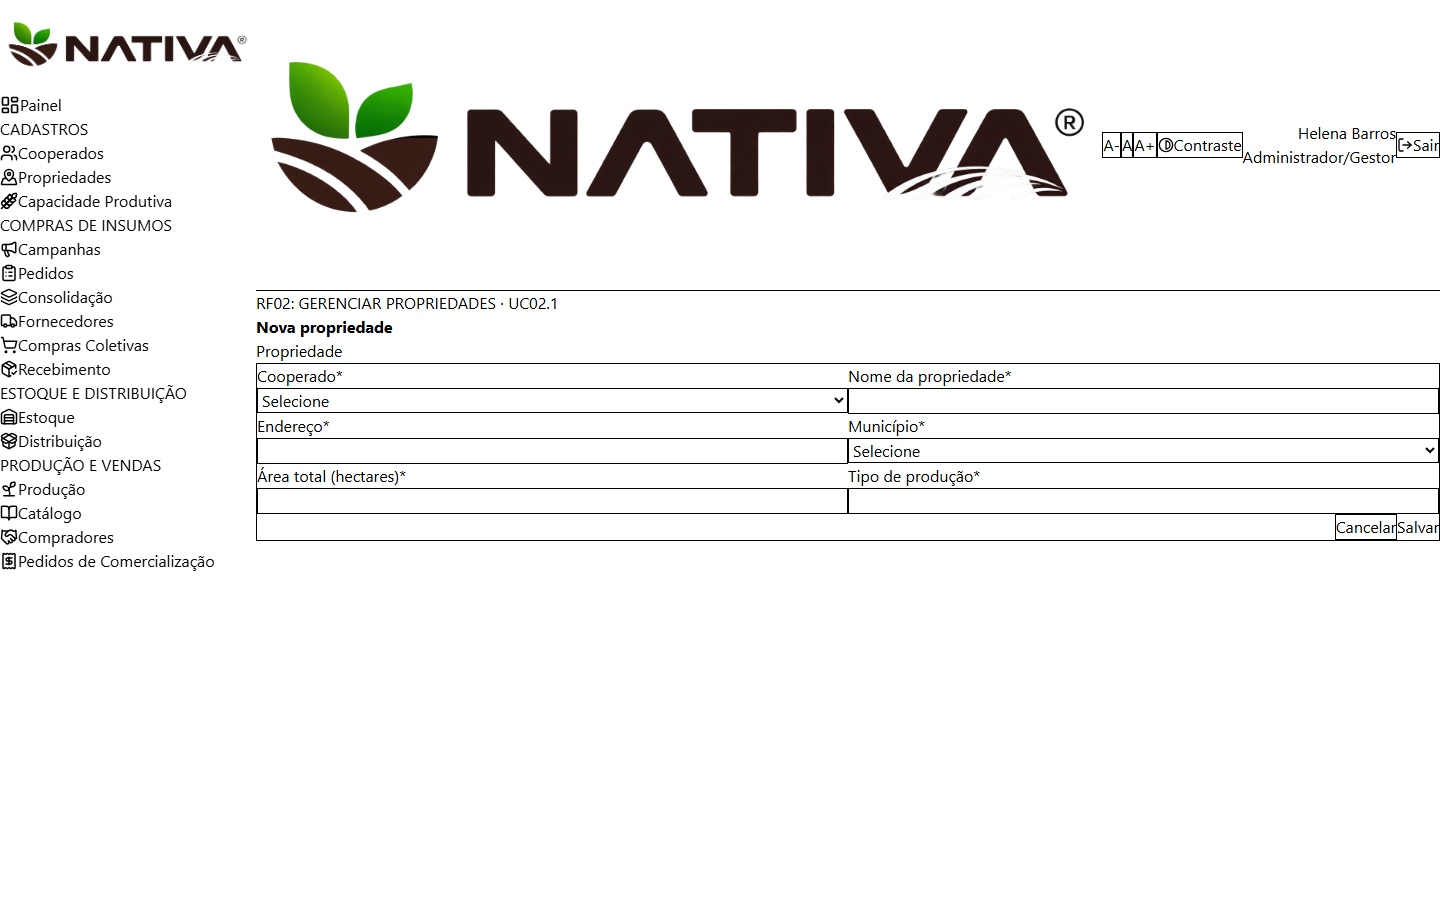 NATIVA®
Painel
CADASTROS
Cooperados
Propriedades
Capacidade Produtiva
COMPRAS DE INSUMOS
Campanhas
Pedidos
Consolidação
Fornecedores
Compras Coletivas
Recebimento
ESTOQUE E DISTRIBUIÇÃO
Estoque
Distribuição
PRODUÇÃO E VENDAS
Produção
Catálogo
Compradores
Pedidos de Comercialização
NATIVA®
A- A A+ Contraste
Helena Barros
Administrador/Gestor
Sair
RF02: GERENCIAR PROPRIEDADES · UC02.1
Nova propriedade
Propriedade
Cooperado*
Selecione
Nome da propriedade*
Endereço*
Município*
Selecione
Área total (hectares)*
Tipo de produção*
Cancelar Salvar